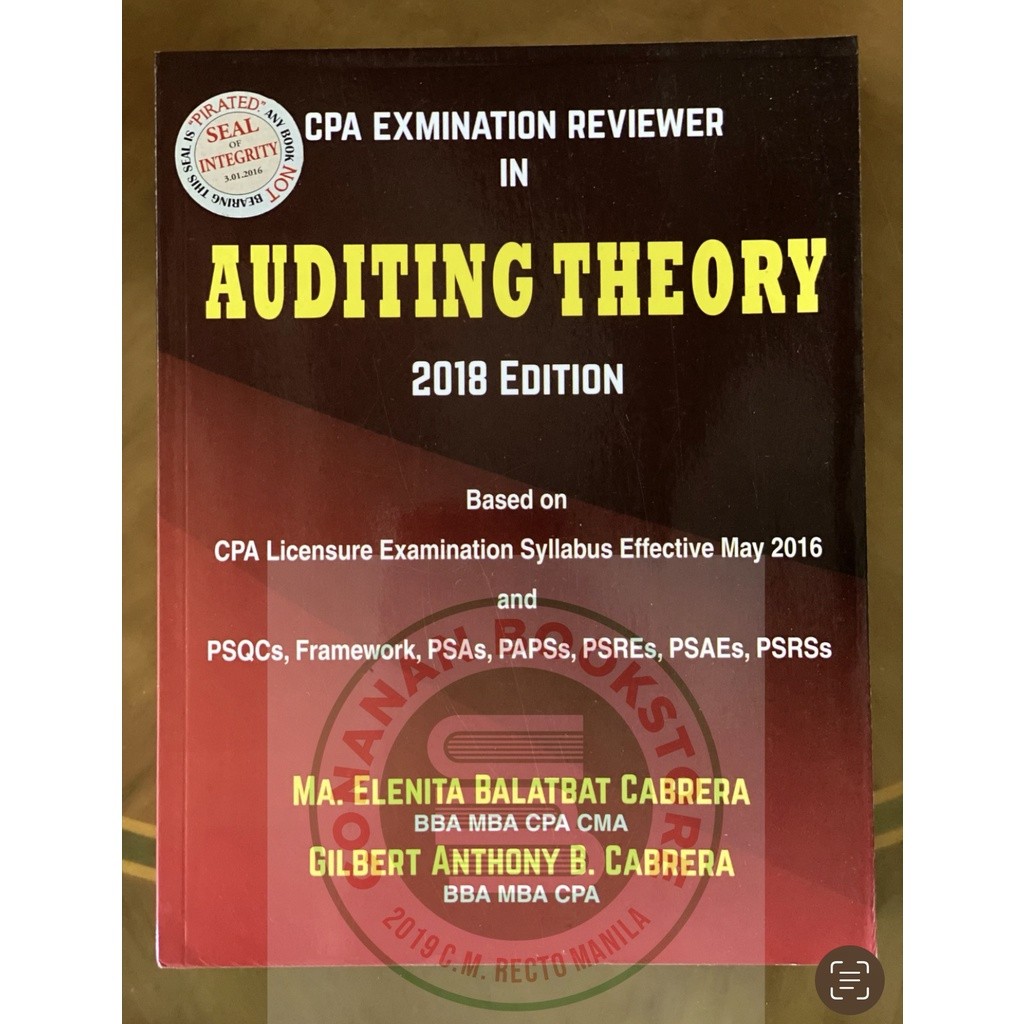 "PIRATED." ANY BOOK NOT BEARING THIS SEAL IS
SEAL
OF
INTEGRITY
3.01.2016
CPA EXMINATION REVIEWER
IN
AUDITING THEORY
2018 EDITION
Based on
CPA Licensure Examination Syllabus Effective May 2016
and
PSQCs, Framework, PSAs, PAPSs, PSREs, PSAEs, PSRSs
MA. ELENITA BALATBAT CABRERA
BBA MBA CPA CMA
GILBERT ANTHONY B. CABRERA
BBA MBA CPA
CONANAN BOOKSTORE
2019 C.M. RECTO MANILA